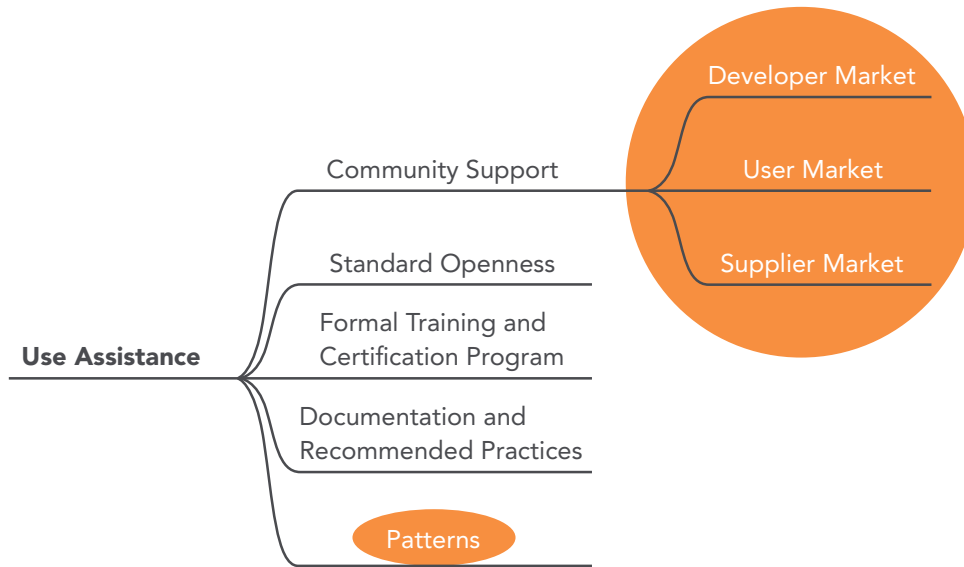 Developer Market
Community Support
User Market
Standard Openness
Supplier Market
Formal Training and
Certification Program
Use Assistance
Documentation and
Recommended Practices
Patterns